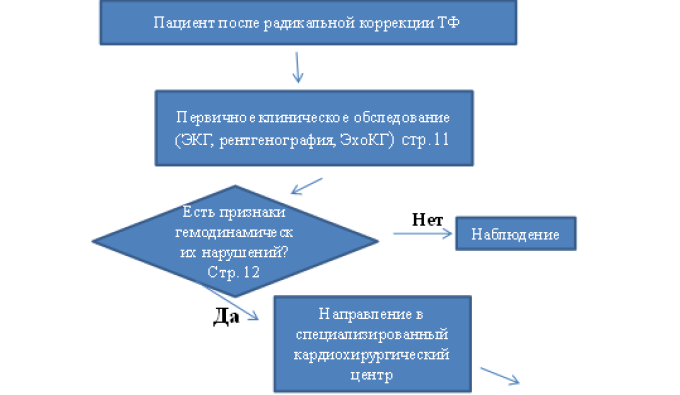 Пациент после радикальной коррекции ТФ
Первичное клиническое обследование
(ЭКГ, рентгенография, ЭхоКГ) стр. 11
Есть признаки
гемодинамическ
их нарушений?
Стр. 12
Нет
Наблюдение
Да
Направление в
специализированный
кардиохирургический
центр